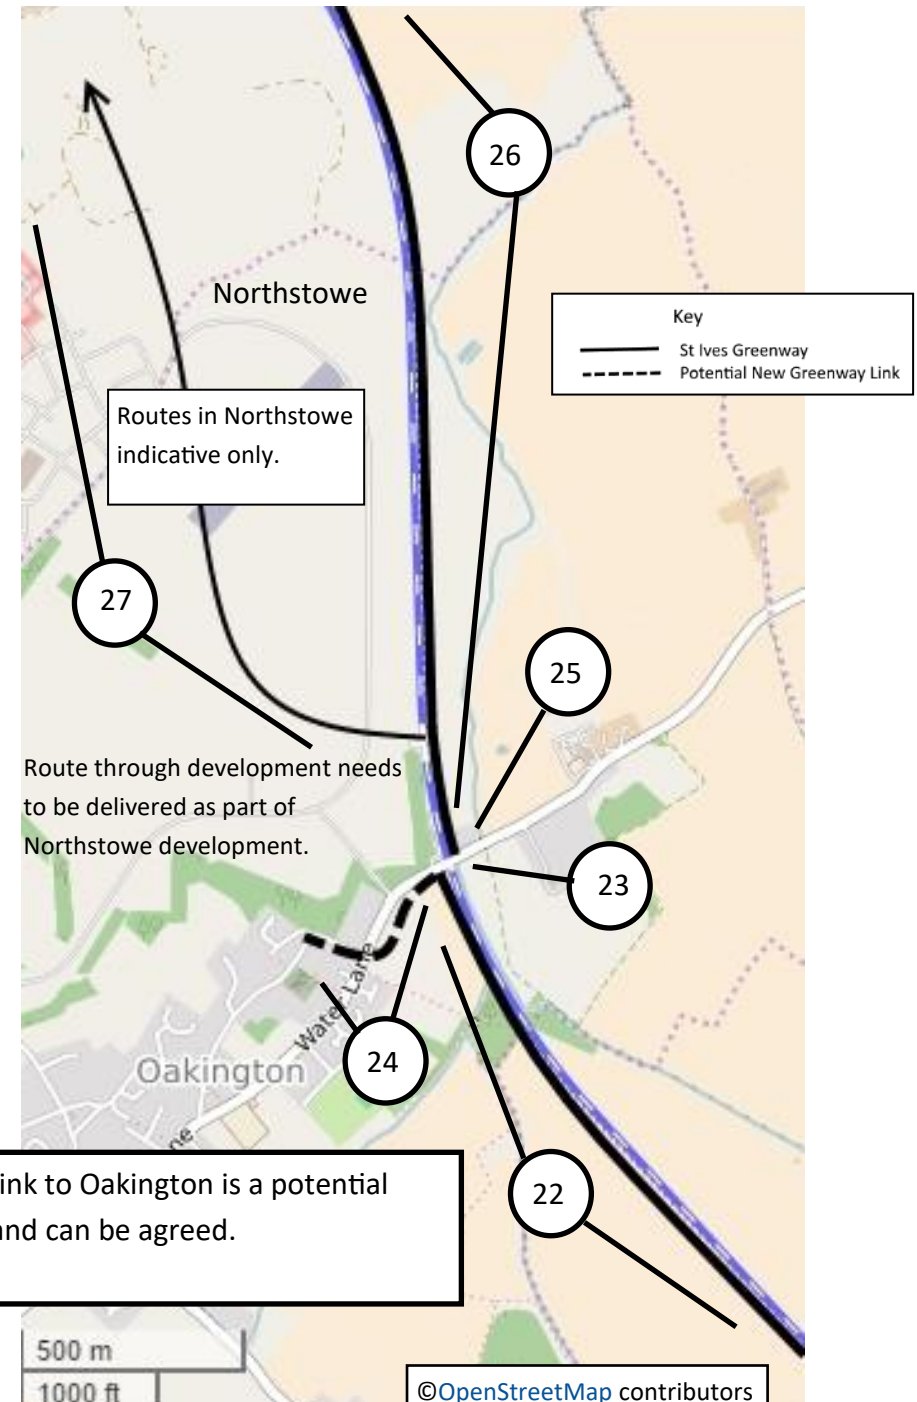 26
Northstowe
Key
St Ives Greenway
Potential New Greenway Link
Routes in Northstowe
indicative only.
27
25
Route through development needs
to be delivered as part of
Northstowe development.
23
Water Lane
24
Oakington
ne
22
ink to Oakington is a potential
and can be agreed.
500 m
1000 ft
©OpenStreetMap contributors